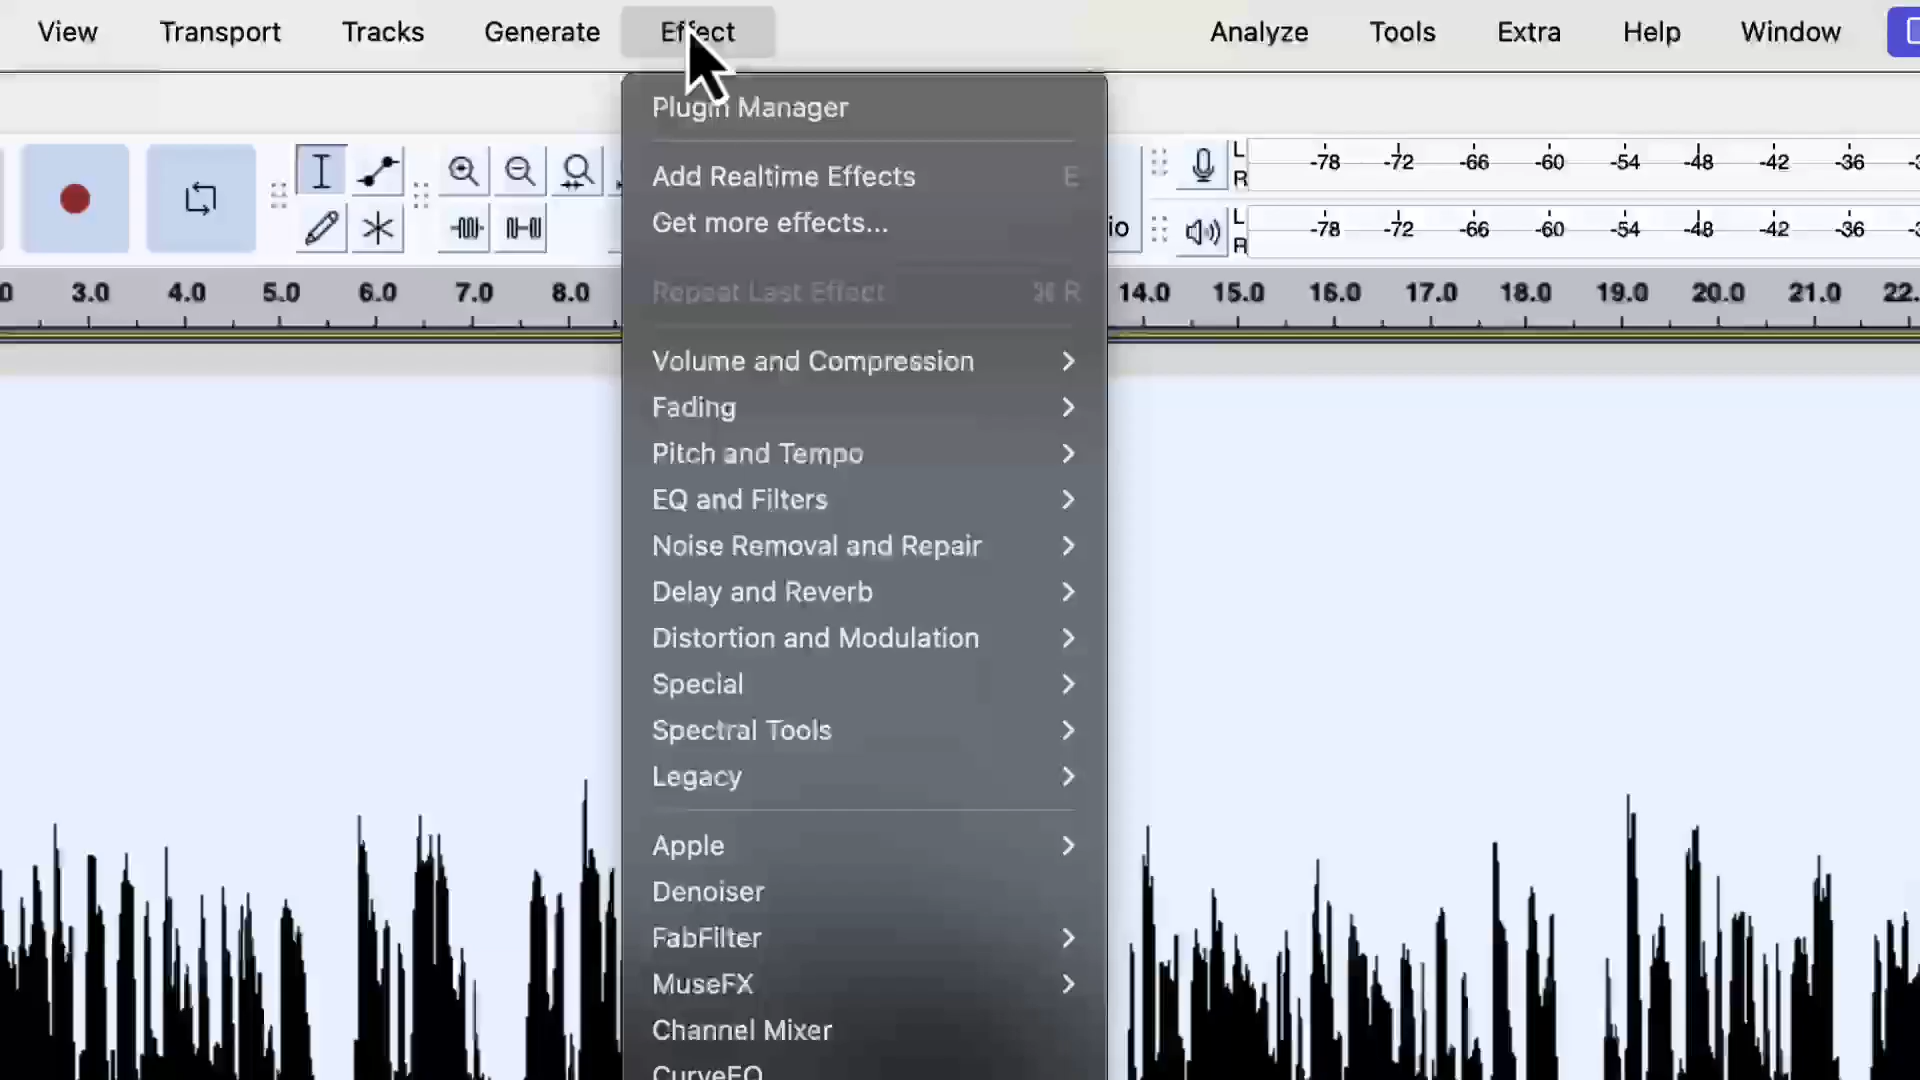 View Transport Tracks Generate Effect Analyze Tools Extra Help Window
Plugin Manager
Add Realtime Effects E
Get more effects...
Repeat Last Effect ⌘ R
Volume and Compression
Fading
Pitch and Tempo
EQ and Filters
Noise Removal and Repair
Delay and Reverb
Distortion and Modulation
Special
Spectral Tools
Legacy
Apple
Denoiser
FabFilter
MuseFX
Channel Mixer
CurveEQ
io
L
R
-78 -72 -66 -60 -54 -48 -42 -36
L
R
-78 -72 -66 -60 -54 -48 -42 -36
3.0 4.0 5.0 6.0 7.0 8.0 14.0 15.0 16.0 17.0 18.0 19.0 20.0 21.0 22.